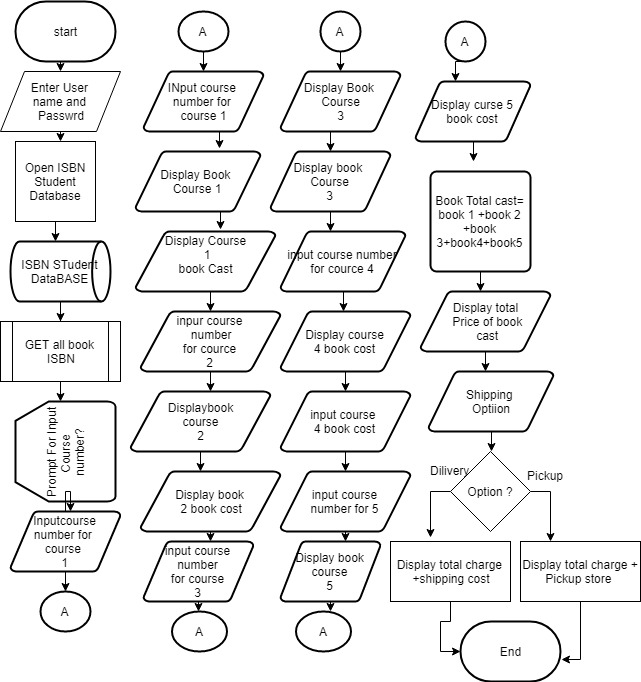 start
Enter User
name and
Passwrd
Open ISBN
Student
Database
ISBN STudent
DataBASE
GET all book
ISBN
Prompt For Input
Course
number?
Inputcourse
number for
course
1
A
A
INput course
number for
course 1
Display Book
Course 1
Display Course
1
book Cast
inpur course
number
for cource
2
Displaybook
course
2
Display book
2 book cost
input course
number
for course
3
A
A
Display Book
Course
3
Display book
Course
3
input course number
for cource 4
Display course
4 book cost
input course
4 book cost
input course
number for 5
Display book
course
5
A
A
Display curse 5
book cost
Book Total cast=
book 1 +book 2
+book
3+book4+book5
Display total
Price of book
cast
Shipping
Optiion
Dilivery
Option ?
Pickup
Display total charge
+shipping cost
Display total charge +
Pickup store
End